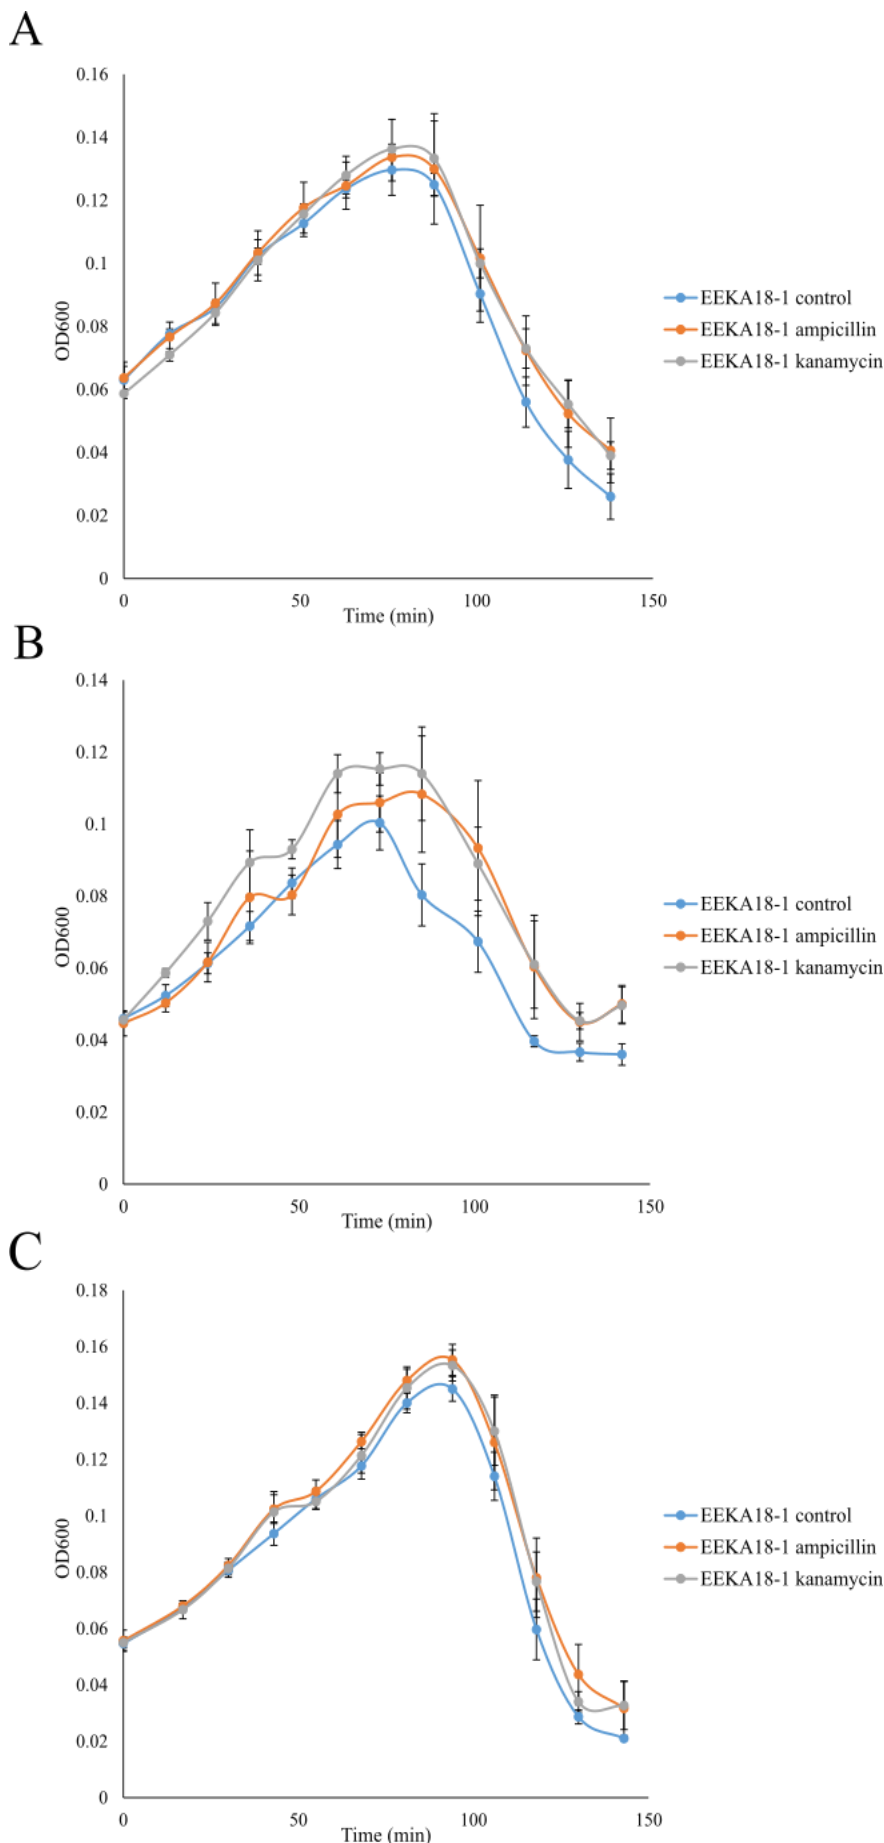 A
0.16
0.14
0.12
0.1
0.08
0.06
0.04
0.02
0
OD600
0
50
100
150
Time (min)
EEKA18-1 control
EEKA18-1 ampicillin
EEKA18-1 kanamycin
B
0.14
0.12
0.1
0.08
0.06
0.04
0.02
0
OD600
0
50
100
150
Time (min)
EEKA18-1 control
EEKA18-1 ampicillin
EEKA18-1 kanamycin
C
0.18
0.16
0.14
0.12
0.1
0.08
0.06
0.04
0.02
0
OD600
0
50
100
150
Time (min)
EEKA18-1 control
EEKA18-1 ampicillin
EEKA18-1 kanamycin